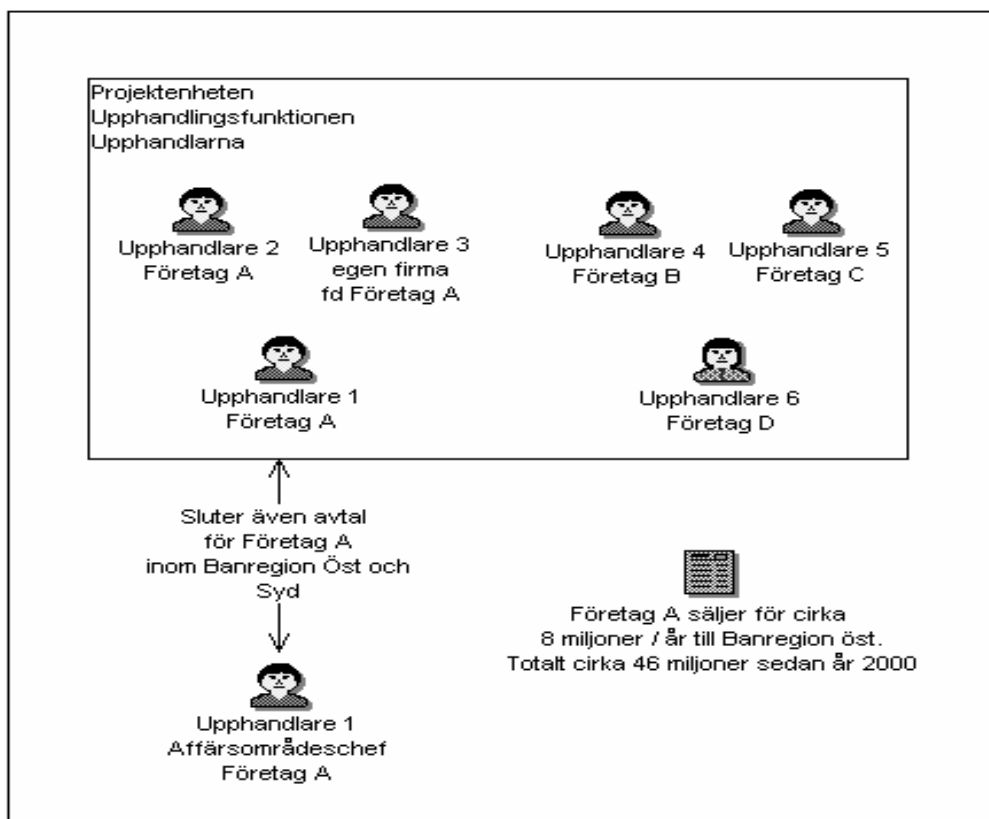 Projektenheten
Upphandlingsfunktionen
Upphandlarna
Upphandlare 2
Företag A
Upphandlare 3
egen firma
fd Företag A
Upphandlare 4
Företag B
Upphandlare 5
Företag C
Upphandlare 1
Företag A
Upphandlare 6
Företag D
Sluter även avtal
för Företag A
inom Banregion Öst och
Syd
Företag A säljer för cirka
8 miljoner / år till Banregion öst.
Totalt cirka 46 miljoner sedan år 2000
Upphandlare 1
Affärsområdeschef
Företag A